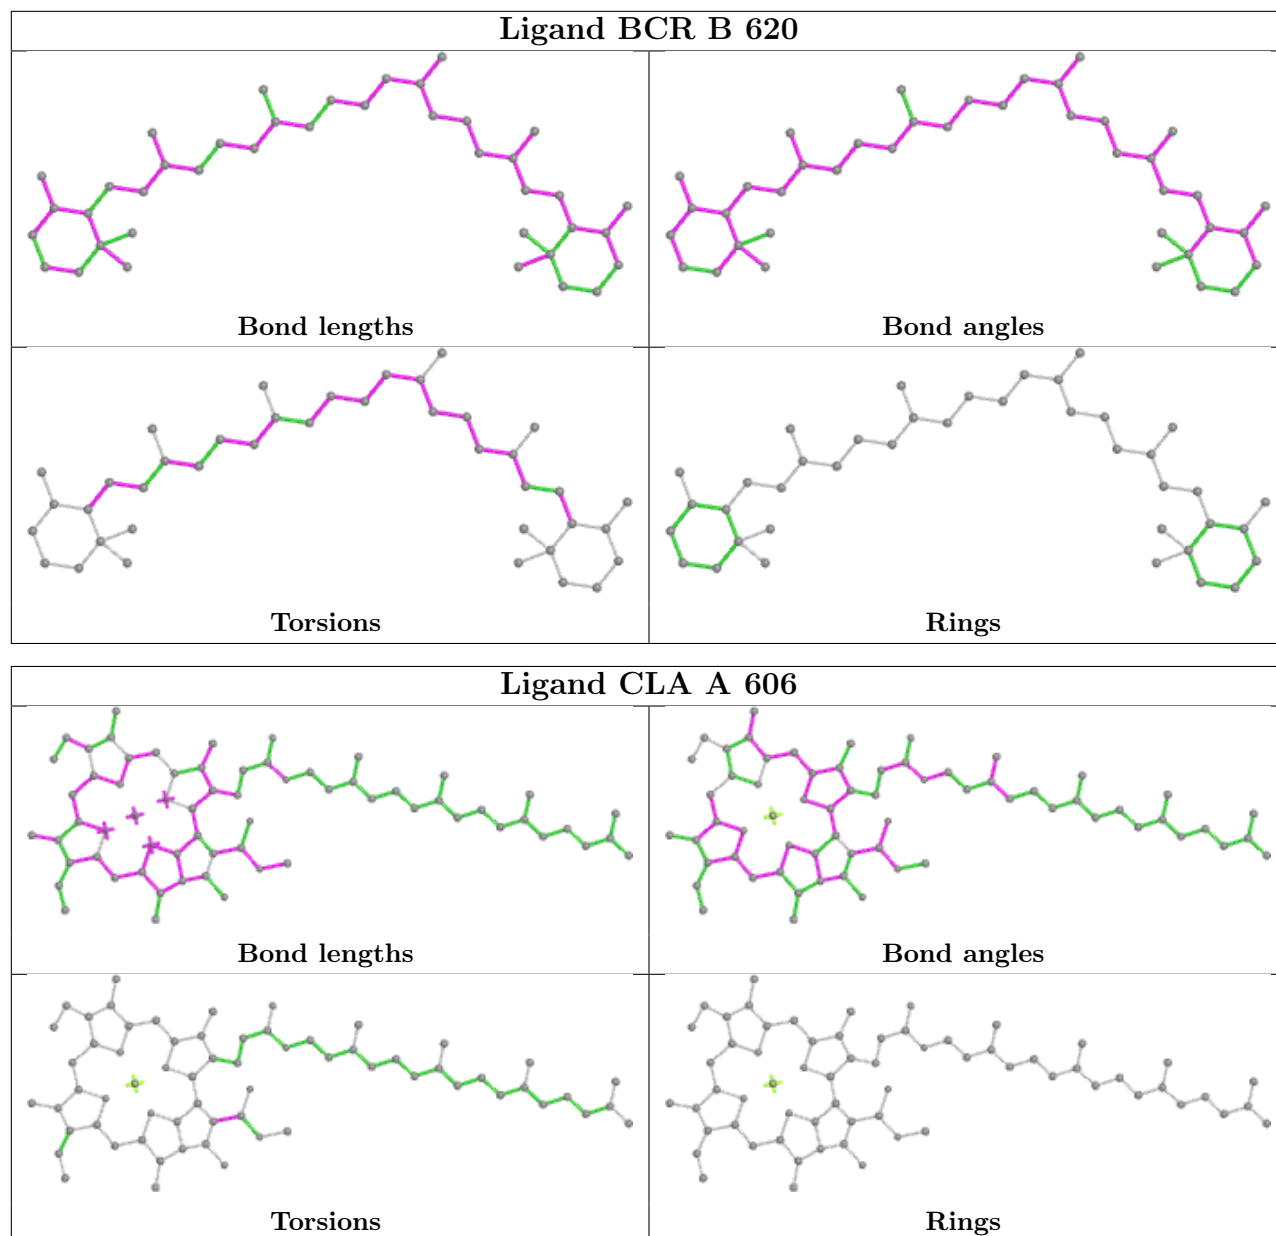 Ligand BCR B 620
Bond lengths
Bond angles
Torsions
Rings
Ligand CLA A 606
Bond lengths
Bond angles
Torsions
Rings